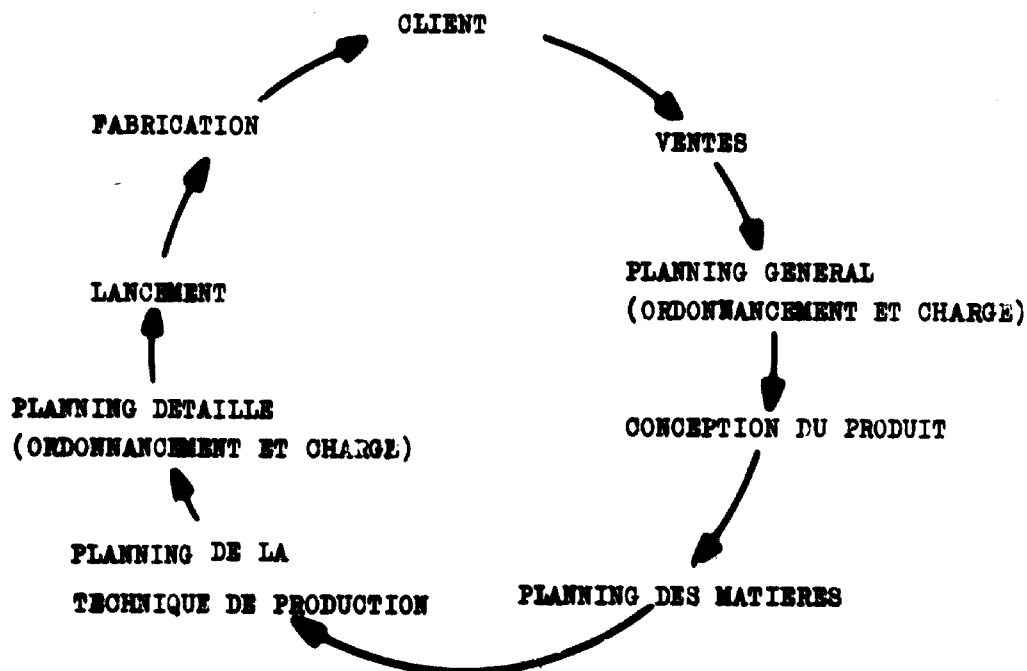 CLIENT
VENTES
PLANNING GENERAL
(ORDONNANCEMENT ET CHARGE)
CONCEPTION DU PRODUIT
PLANNING DES MATIERES
PLANNING DE LA
TECHNIQUE DE PRODUCTION
PLANNING DETAILLE
(ORDONNANCEMENT ET CHARGE)
LANCEMENT
FABRICATION